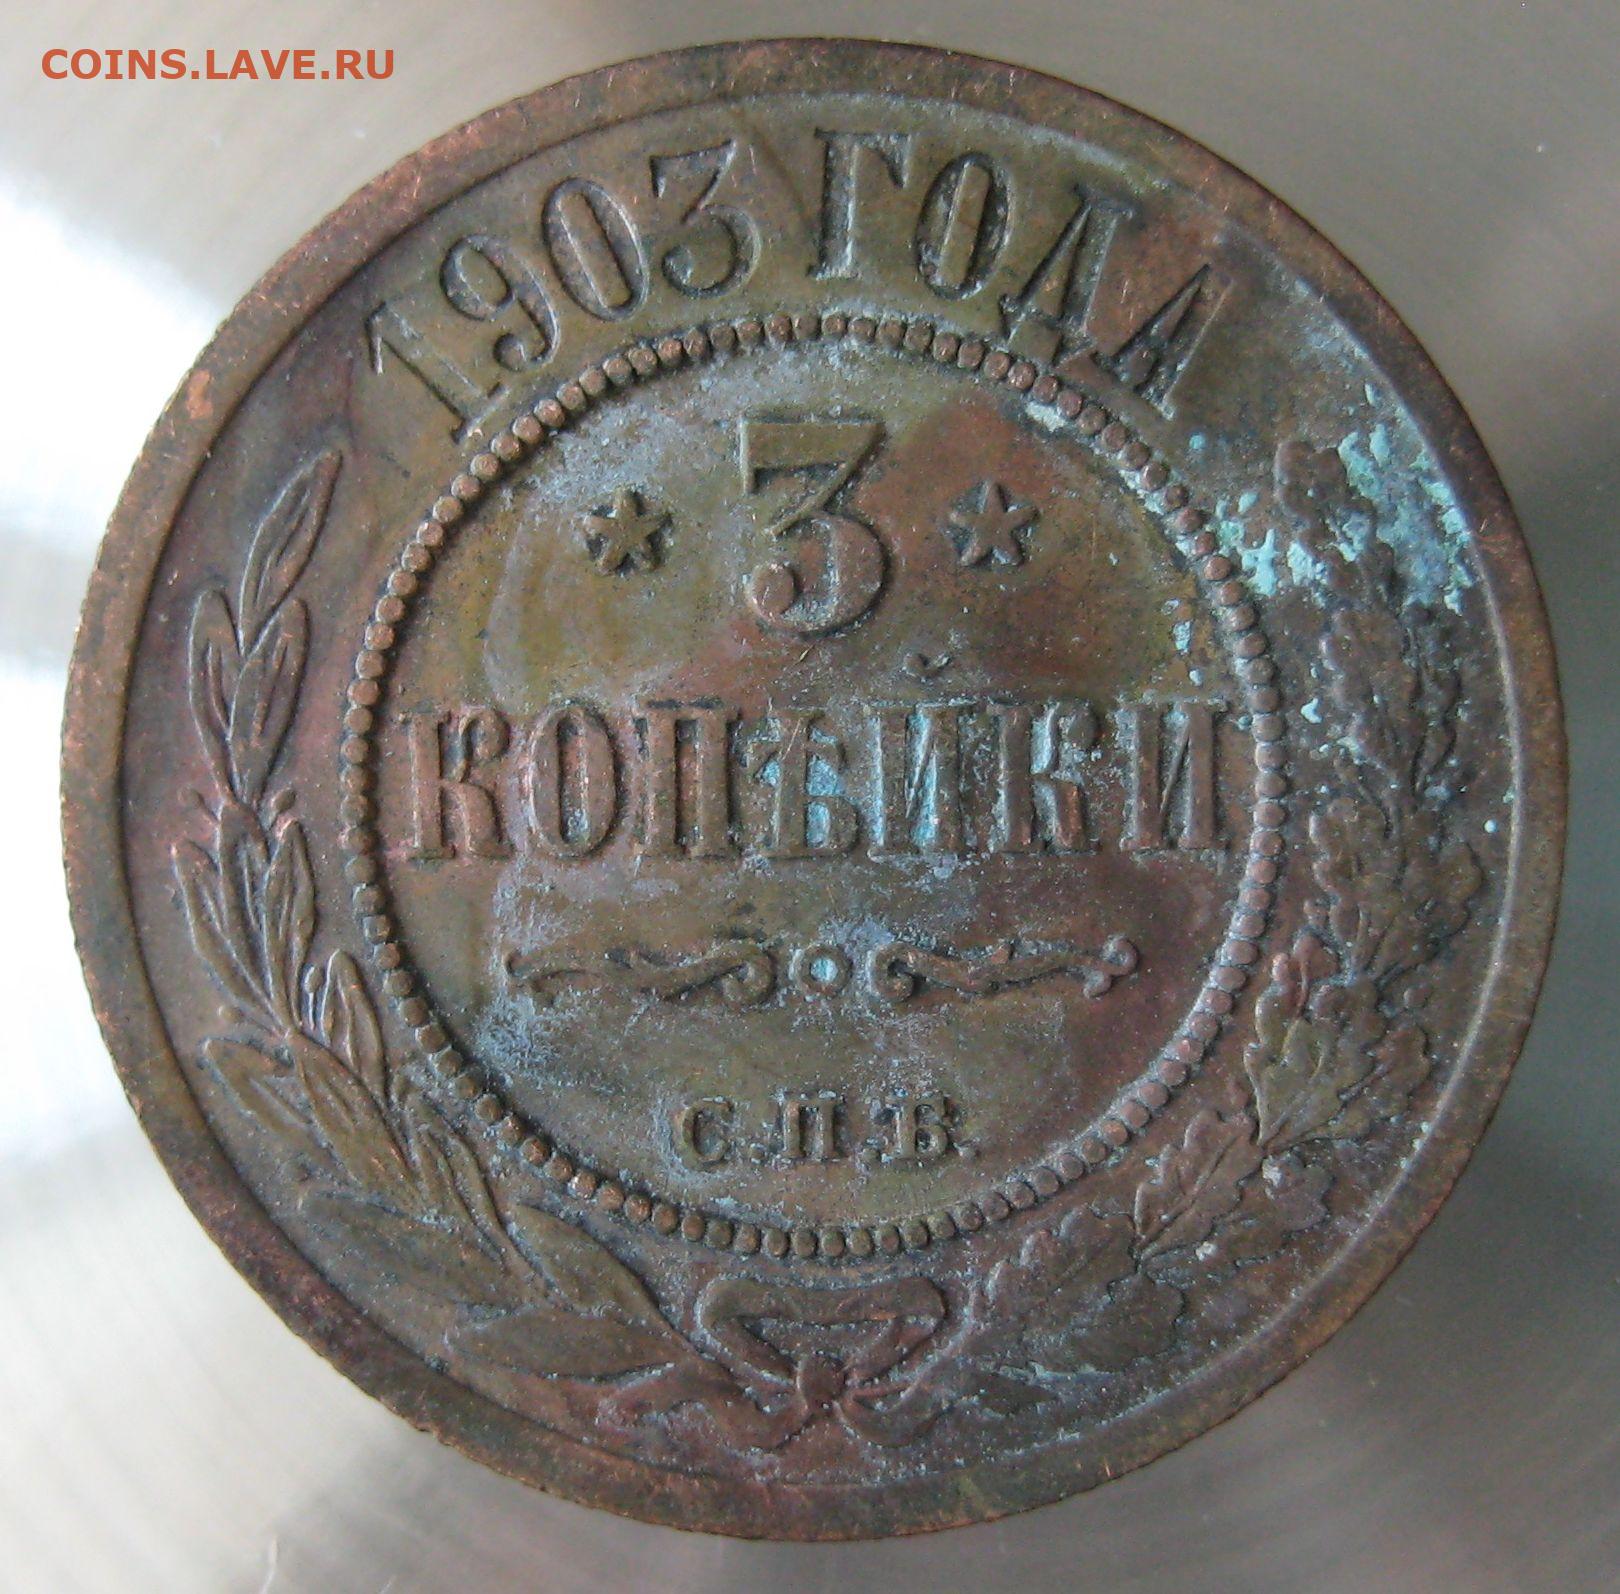 COINS.LAVE.RU
1903 ГОДА
* 3 *
КОПѢЙКИ
С.П.Б.